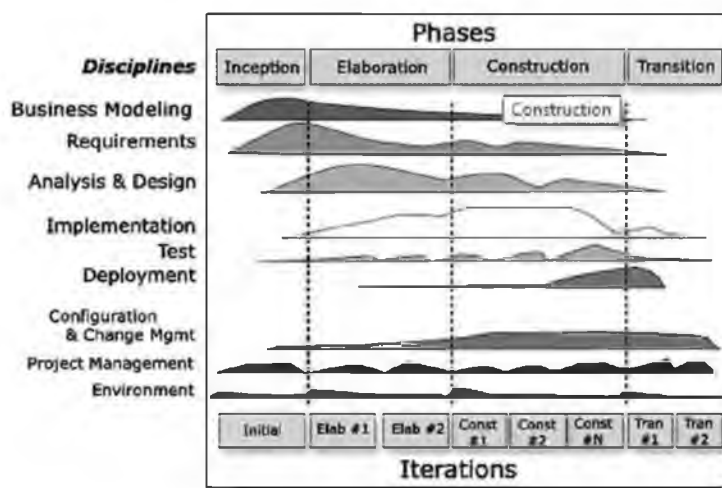 Phases
Disciplines
Inception Elaboration Construction Transition
Business Modeling
Construction
Requirements
Analysis & Design
Implementation
Test
Deployment
Configuration
& Change Mgmt
Project Management
Environment
Initial Elab #1 Elab #2 Const #1 Const #2 Const #N Tran #1 Tran #2
Iterations